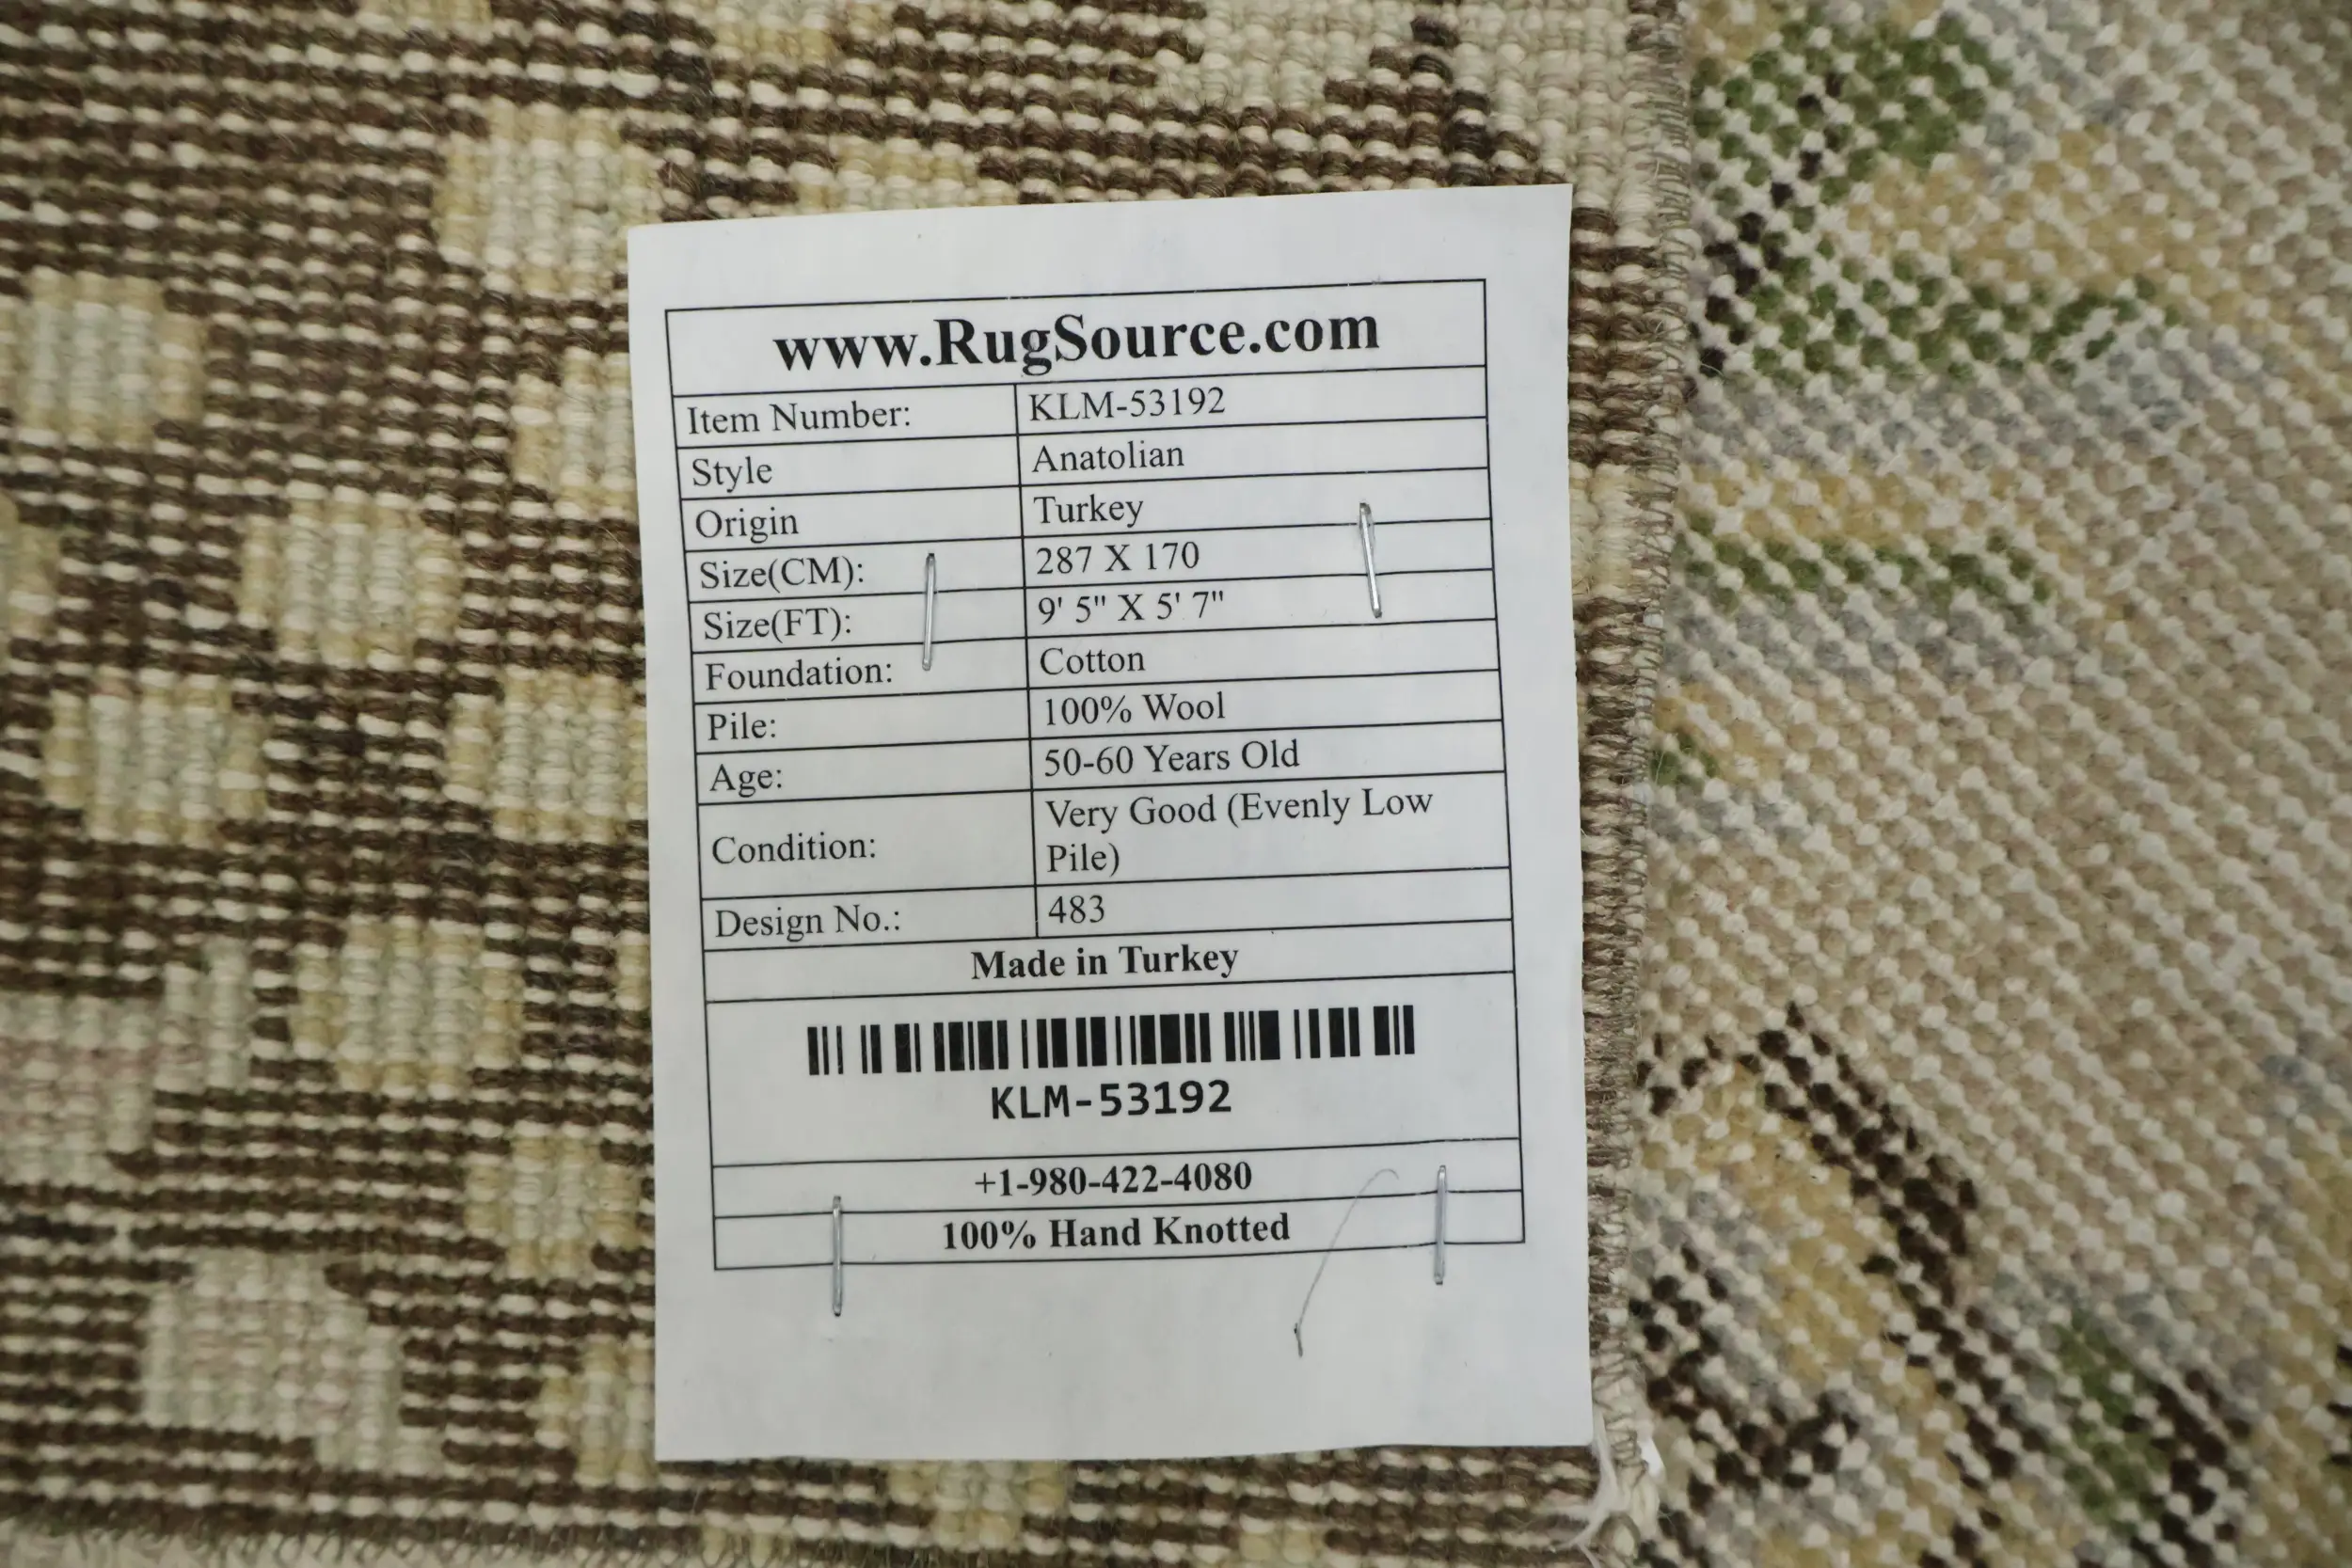 www.RugSource.com
Item Number: KLM-53192
Style Anatolian
Origin Turkey
Size(CM): 287 X 170
Size(FT): 9' 5" X 5' 7"
Foundation: Cotton
Pile: 100% Wool
Age: 50-60 Years Old
Condition: Very Good (Evenly Low
Pile)
Design No.: 483
Made in Turkey
KLM-53192
+1-980-422-4080
100% Hand Knotted